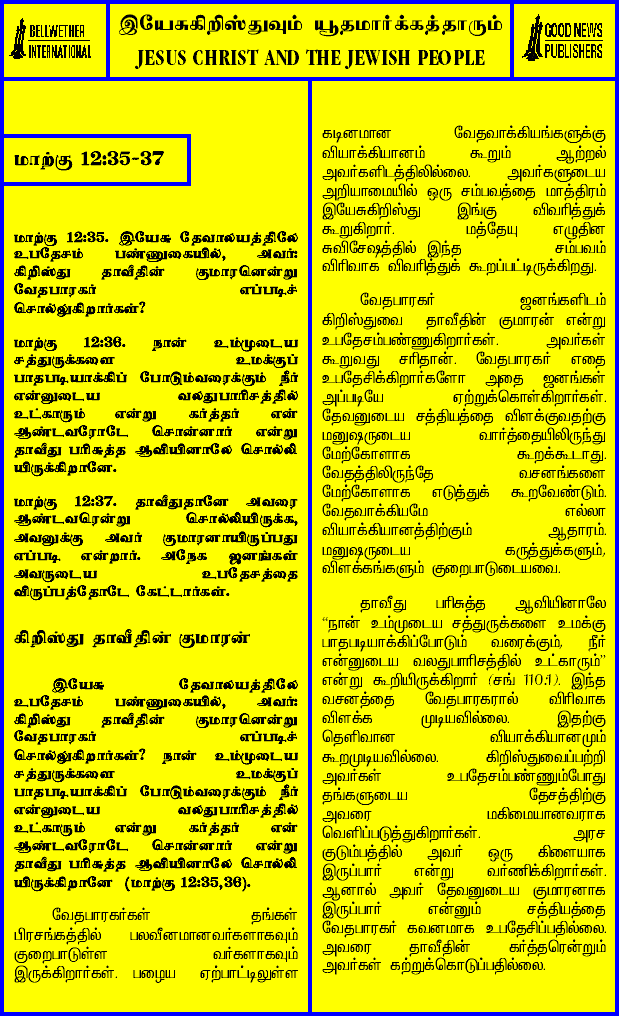 BELLWETHER
INTERNATIONAL
இயேசுகிறிஸ்துவும் யூதமார்க்கத்தாரும்
JESUS CHRIST AND THE JEWISH PEOPLE
GOOD NEWS
PUBLISHERS
மாற்கு 12:35-37
மாற்கு 12:35. இயேசு தேவாலயத்திலே
உபதேசம் பண்ணுகையில், அவர்:
கிறிஸ்து தாவீதின் குமாரனென்று
வேதபாரகர் எப்படிச்
சொல்லுகிறார்கள்?
மாற்கு 12:36. நான் உம்முடைய
சத்துருக்களை உமக்குப்
பாதபடியாக்கிப் போடும்வரைக்கும் நீர்
என்னுடைய வலதுபாரிசத்தில்
உட்காரும் என்று கர்த்தர் என்
ஆண்டவரோடே சொன்னார் என்று
தாவீது பரிசுத்த ஆவியினாலே சொல்லி
யிருக்கிறானே.
மாற்கு 12:37. தாவீதுதானே அவரை
ஆண்டவரென்று சொல்லியிருக்க,
அவனுக்கு அவர் குமாரனாயிருப்பது
எப்படி என்றார். அநேக ஜனங்கள்
அவருடைய உபதேசத்தை
விருப்பத்தோடே கேட்டார்கள்.
கிறிஸ்து தாவீதின் குமாரன்
இயேசு தேவாலயத்திலே
உபதேசம் பண்ணுகையில், அவர்:
கிறிஸ்து தாவீதின் குமாரனென்று
வேதபாரகர் எப்படிச்
சொல்லுகிறார்கள்? நான் உம்முடைய
சத்துருக்களை உமக்குப்
பாதபடியாக்கிப் போடும்வரைக்கும் நீர்
என்னுடைய வலதுபாரிசத்தில்
உட்காரும் என்று கர்த்தர் என்
ஆண்டவரோடே சொன்னார் என்று
தாவீது பரிசுத்த ஆவியினாலே சொல்லி
யிருக்கிறானே (மாற்கு 12:35,36).
வேதபாரகர்கள் தங்கள்
பிரசங்கத்தில் பலவீனமானவர்களாகவும்
குறைபாடுள்ள வர்களாகவும்
இருக்கிறார்கள். பழைய ஏற்பாட்டிலுள்ள
கடினமான வேதவாக்கியங்களுக்கு
வியாக்கியானம் கூறும் ஆற்றல்
அவர்களிடத்திலில்லை. அவர்களுடைய
அறியாமையில் ஒரு சம்பவத்தை மாத்திரம்
இயேசுகிறிஸ்து இங்கு விவரித்துக்
கூறுகிறார். மத்தேயு எழுதின
சுவிசேஷத்தில் இந்த சம்பவம்
விரிவாக விவரித்துக் கூறப்பட்டிருக்கிறது.
வேதபாரகர் ஜனங்களிடம்
கிறிஸ்துவை தாவீதின் குமாரன் என்று
உபதேசம்பண்ணுகிறார்கள். அவர்கள்
கூறுவது சரிதான். வேதபாரகர் எதை
உபதேசிக்கிறார்களோ அதை ஜனங்கள்
அப்படியே ஏற்றுக்கொள்கிறார்கள்.
தேவனுடைய சத்தியத்தை விளக்குவதற்கு
மனுஷருடைய வார்த்தையிலிருந்து
மேற்கோளாக கூறக்கூடாது.
வேதத்திலிருந்தே வசனங்களை
மேற்கோளாக எடுத்துக் கூறவேண்டும்.
வேதவாக்கியமே எல்லா
வியாக்கியானத்திற்கும் ஆதாரம்.
மனுஷருடைய கருத்துக்களும்,
விளக்கங்களும் குறைபாடுடையவை.
தாவீது பரிசுத்த ஆவியினாலே
“நான் உம்முடைய சத்துருக்களை உமக்கு
பாதபடியாக்கிப்போடும் வரைக்கும், நீர்
என்னுடைய வலதுபாரிசத்தில் உட்காரும்”
என்று கூறியிருக்கிறார் (சங் 110:1). இந்த
வசனத்தை வேதபாரகரால் விரிவாக
விளக்க முடியவில்லை. இதற்கு
தெளிவான வியாக்கியானமும்
கூறமுடியவில்லை. கிறிஸ்துவைப்பற்றி
அவர்கள் உபதேசம்பண்ணும்போது
தங்களுடைய தேசத்திற்கு
அவரை மகிமையானவராக
வெளிப்படுத்துகிறார்கள். அரச
குடும்பத்தில் அவர் ஒரு கிளையாக
இருப்பார் என்று வர்ணிக்கிறார்கள்.
ஆனால் அவர் தேவனுடைய குமாரனாக
இருப்பார் என்னும் சத்தியத்தை
வேதபாரகர் கவனமாக உபதேசிப்பதில்லை.
அவரை தாவீதின் கர்த்தரென்றும்
அவர்கள் கற்றுக்கொடுப்பதில்லை.